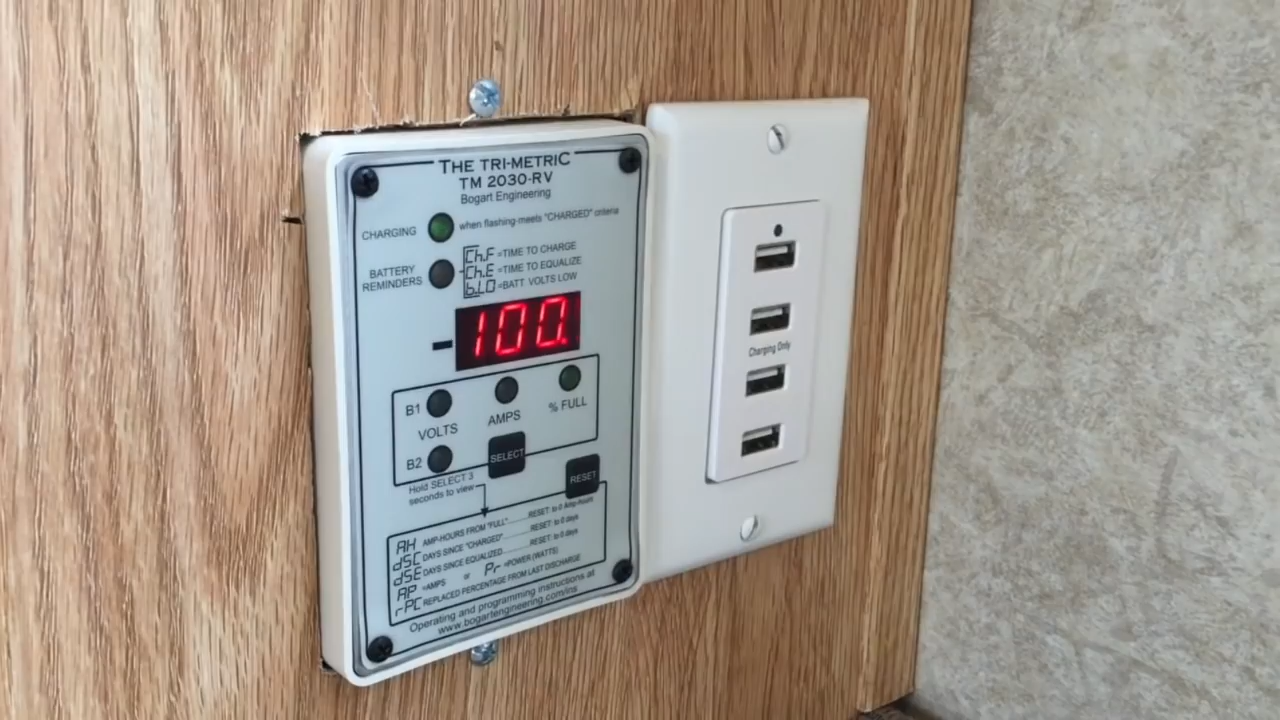 THE TRI-METRIC
TM 2030-RV
Bogart Engineering
CHARGING
when flashing meets "CHARGED" criteria
BATTERY REMINDERS
Ch.F =TIME TO CHARGE
Ch.E =TIME TO EQUALIZE
b.LO =BATT. VOLTS LOW
100.
B1
VOLTS
B2
AMPS
% FULL
SELECT
RESET
Hold SELECT 3
seconds to view
AH AMP-HOURS FROM "FULL"..........RESET: to 0 Amp-hours
dSC DAYS SINCE "CHARGED"..........RESET: to 0 days
dSE DAYS SINCE EQUALIZED..........RESET: to 0 days
AP =AMPS or Pr =POWER (WATTS)
rPC REPLACED PERCENTAGE FROM LAST DISCHARGE
Operating and programming instructions at
www.bogartengineering.com/ins
Charging Only